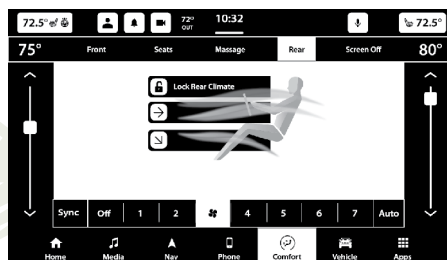 72.5° 72° OUT 10:32 72.5°
75° Front Seats Massage Rear Screen Off 80°
Lock Rear Climate
Sync Off 1 2 4 5 6 7 Auto
Home Media Nav Phone Comfort Vehicle Apps